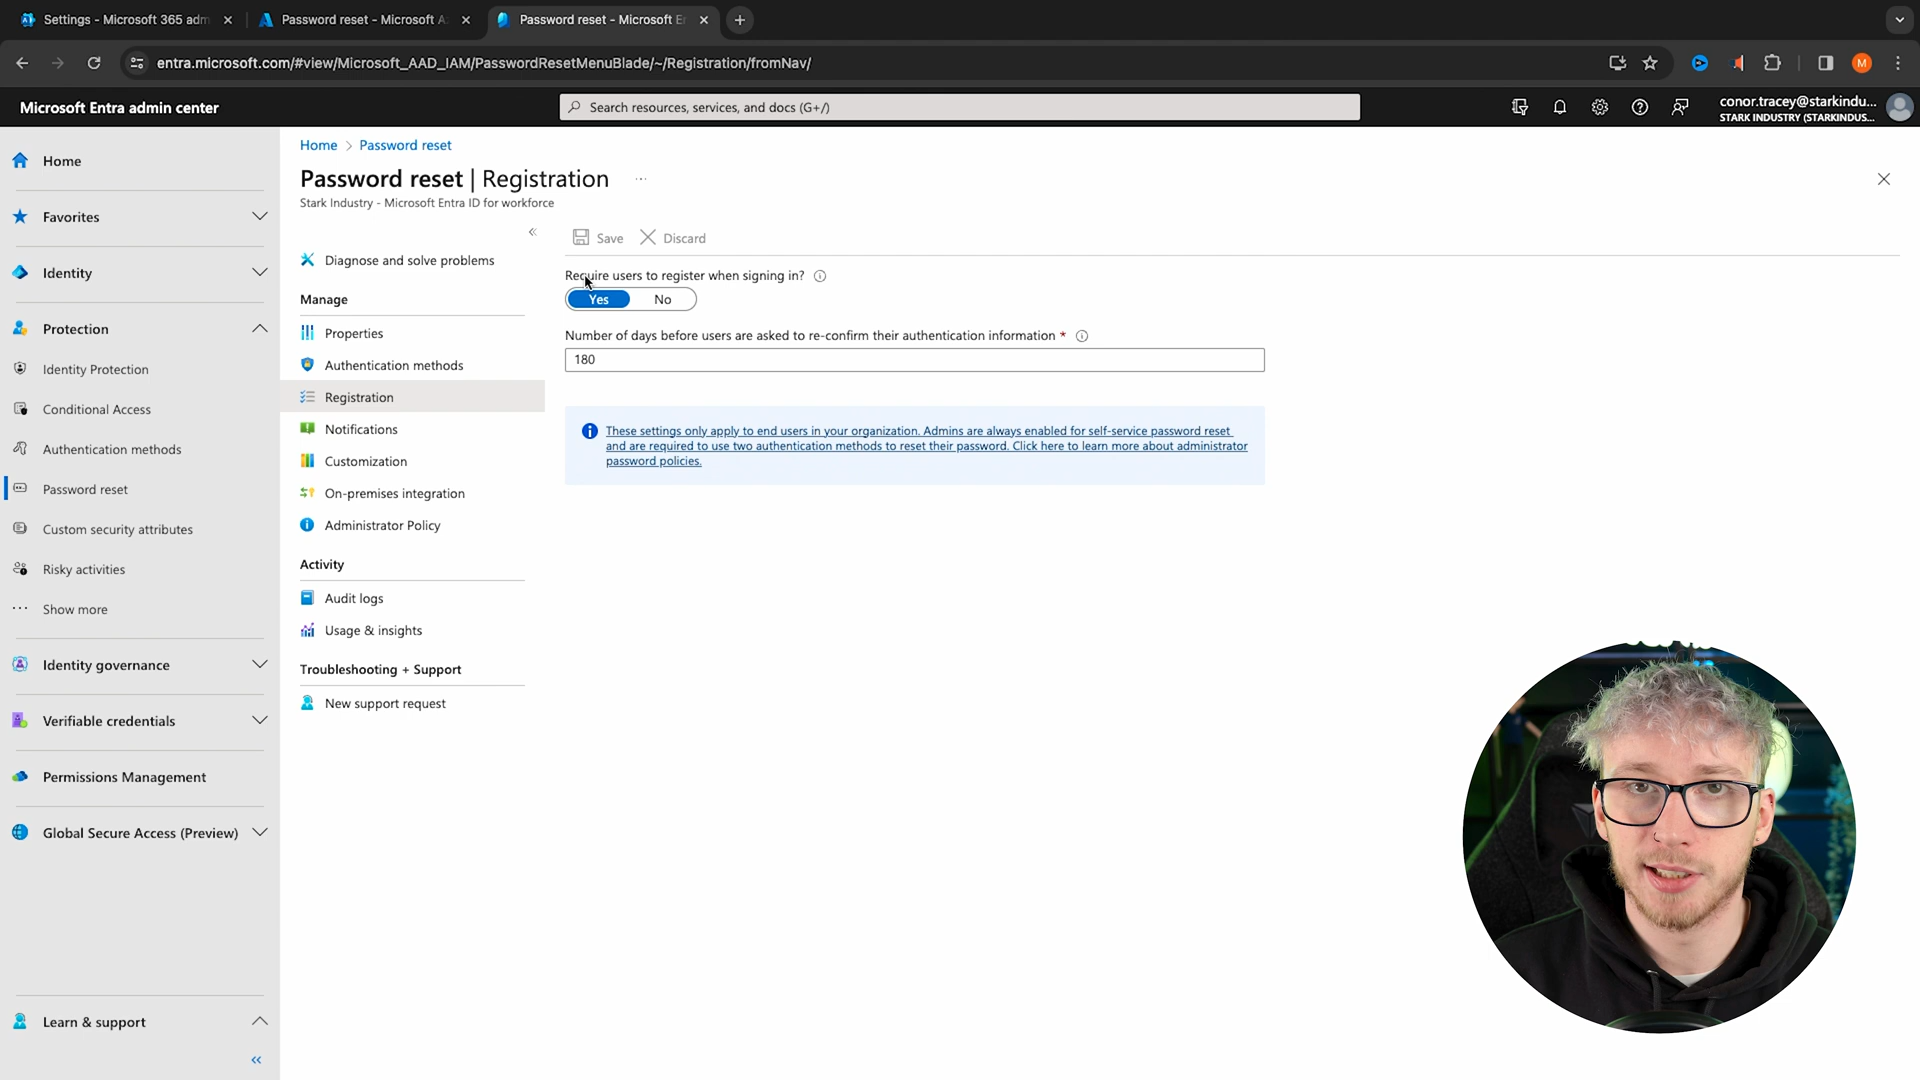 Settings - Microsoft 365 adm
Password reset - Microsoft A
Password reset - Microsoft E
entra.microsoft.com/#view/Microsoft_AAD_IAM/PasswordResetMenuBlade/~/Registration/fromNav/
M
Microsoft Entra admin center
Search resources, services, and docs (G+/)
conor.tracey@starkindu...
STARK INDUSTRY (STARKINDUS...
Home
Favorites
Identity
Protection
Identity Protection
Conditional Access
Authentication methods
Password reset
Custom security attributes
Risky activities
Show more
Identity governance
Verifiable credentials
Permissions Management
Global Secure Access (Preview)
Learn & support
Home > Password reset
Password reset | Registration
Stark Industry - Microsoft Entra ID for workforce
Diagnose and solve problems
Manage
Properties
Authentication methods
Registration
Notifications
Customization
On-premises integration
Administrator Policy
Activity
Audit logs
Usage & insights
Troubleshooting + Support
New support request
Save
Discard
Require users to register when signing in?
Yes
No
Number of days before users are asked to re-confirm their authentication information *
180
These settings only apply to end users in your organization. Admins are always enabled for self-service password reset
and are required to use two authentication methods to reset their password. Click here to learn more about administrator
password policies.